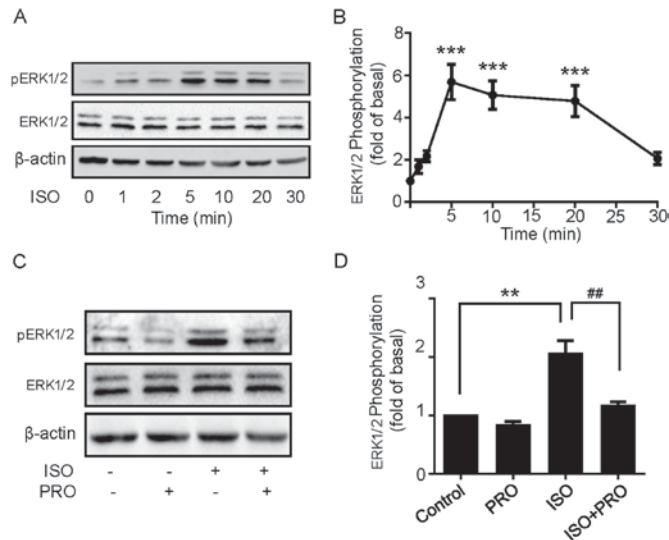 A
pERK1/2
ERK1/2
β-actin
ISO 0 1 2 5 10 20 30
Time (min)
B
ERK1/2 Phosphorylation
(fold of basal)
8
6
4
2
0
*** *** ***
5 10 15 20 25 30
Time (min)
C
pERK1/2
ERK1/2
β-actin
ISO - - + +
PRO - + - +
D
ERK1/2 Phosphorylation
(fold of basal)
3
2
1
0
** ##
Control PRO ISO ISO+PRO